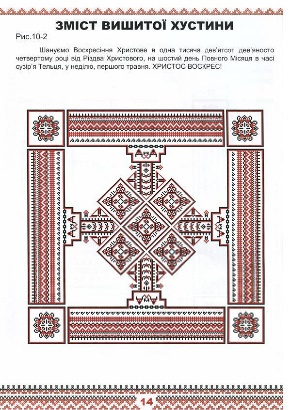 ЗМІСТ ВИШИТОЇ ХУСТИНИ
Рис.10-2
Шануємо Воскресіння Христове в одна тисяча дев'ятсот дев'яносто
четвертому році від Різдва Христового, на шостий день Повного Місяця в часі
сузір'я Тельця, у неділю, першого травня. ХРИСТОС ВОСКРЕС!
14